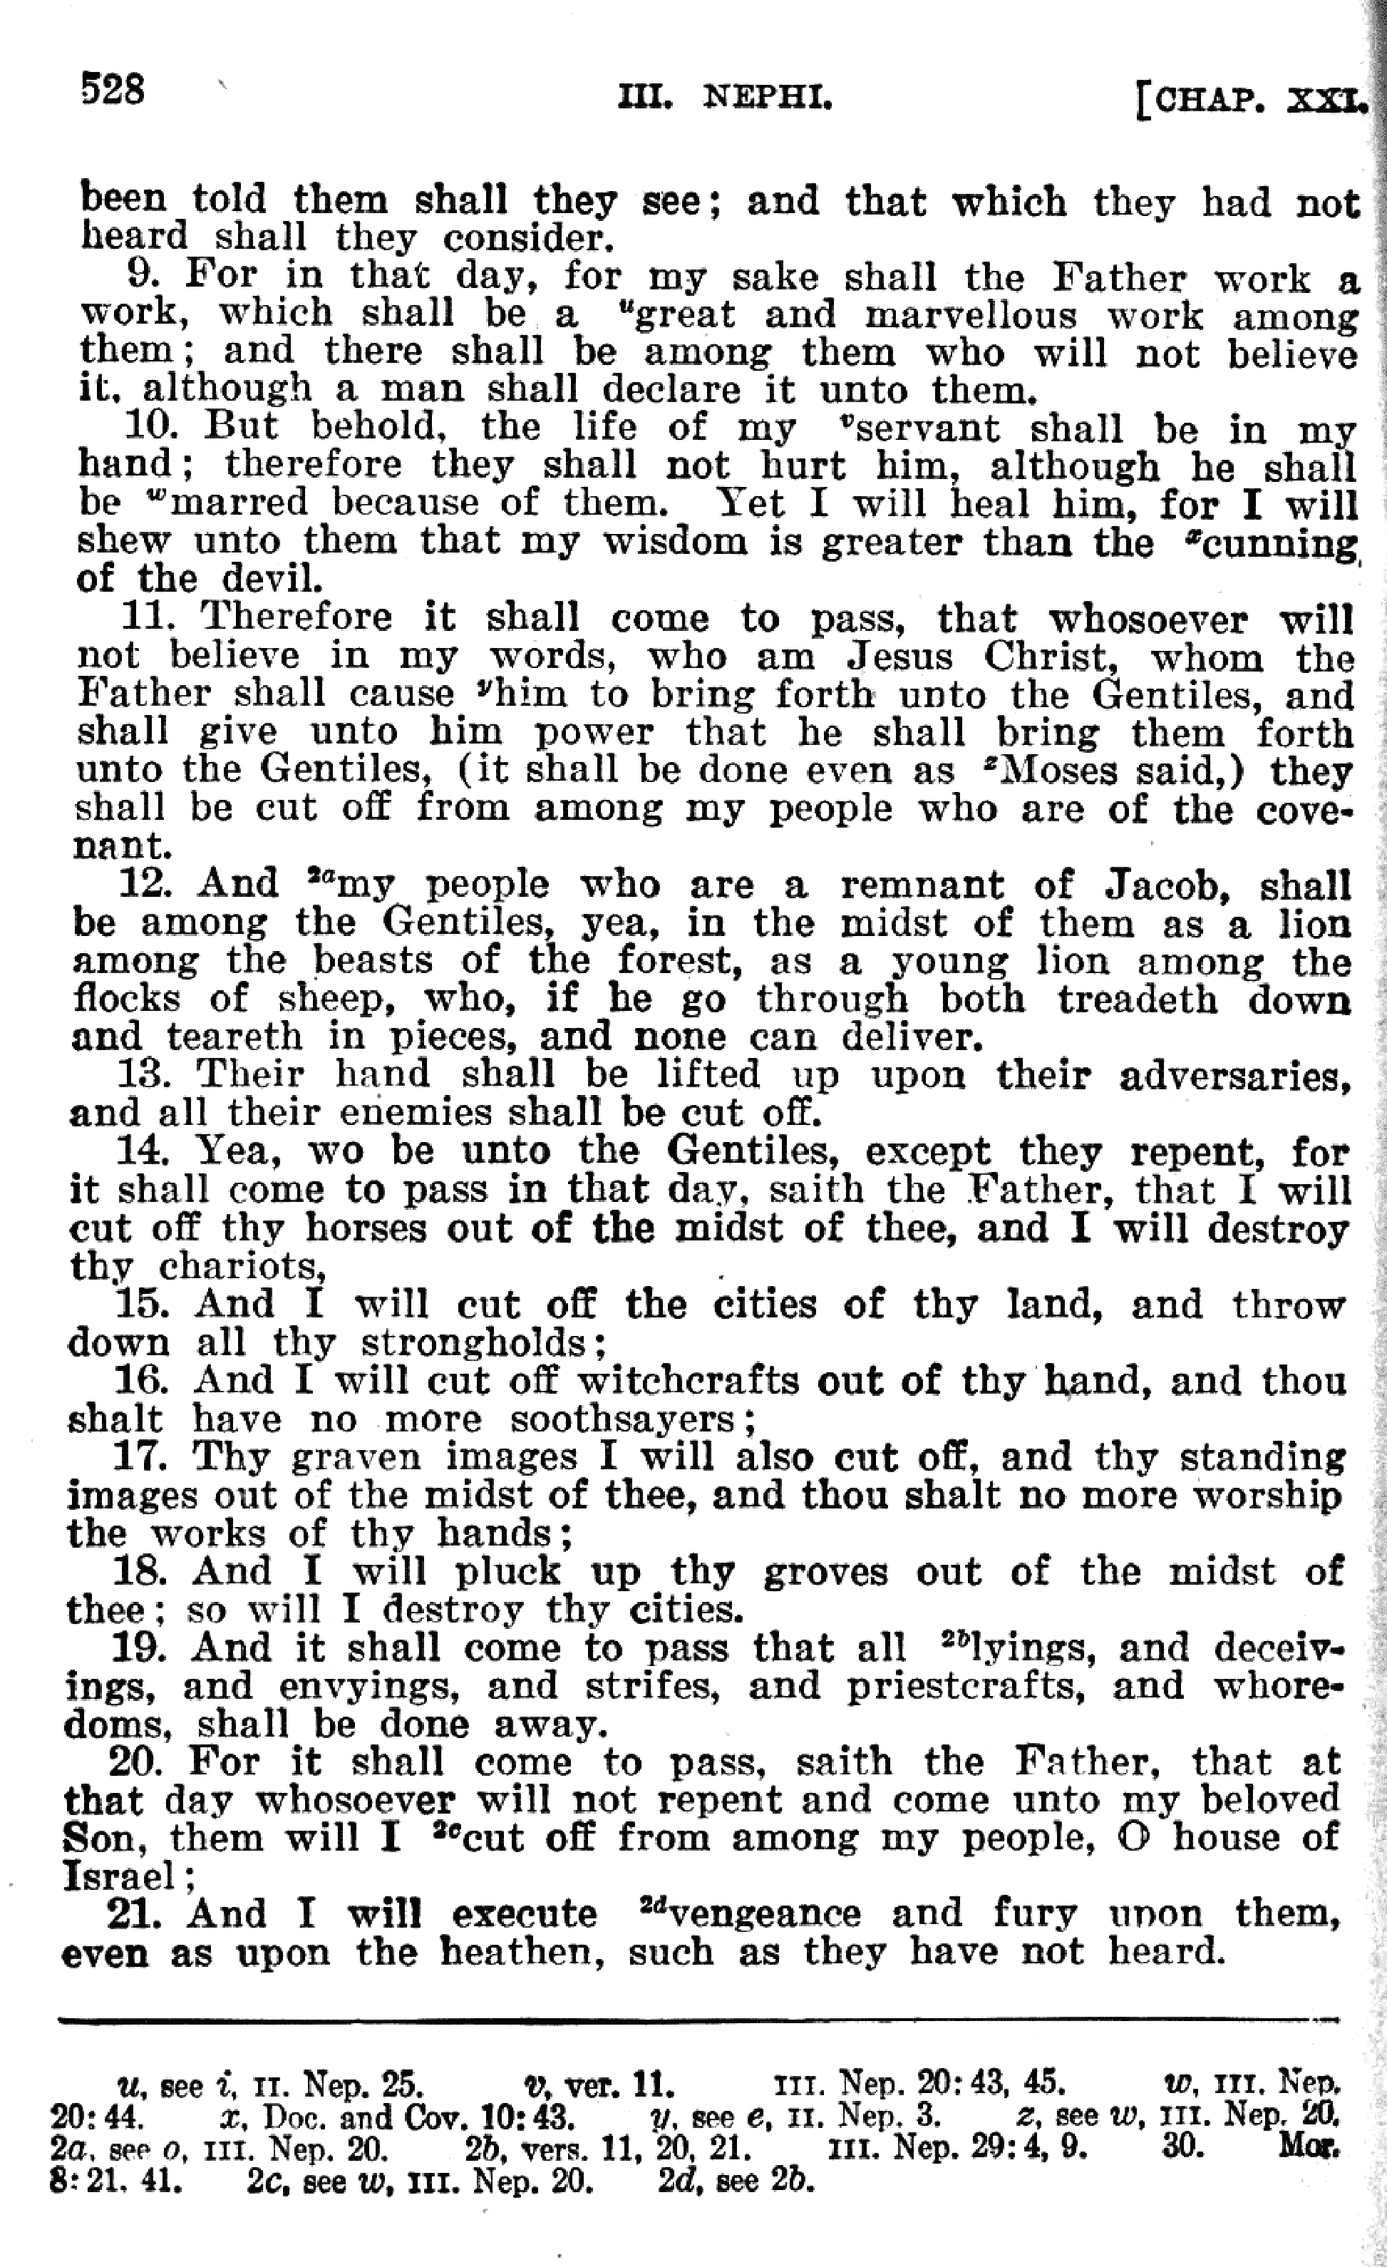 528 III. NEPHI. [CHAP. XXI.
been told them shall they see; and that which they had not
heard shall they consider.
9. For in that day, for my sake shall the Father work a
work, which shall be a ᵘgreat and marvellous work among
them; and there shall be among them who will not believe
it, although a man shall declare it unto them.
10. But behold, the life of my ᵛservant shall be in my
hand; therefore they shall not hurt him, although he shall
be ʷmarred because of them. Yet I will heal him, for I will
shew unto them that my wisdom is greater than the ˣcunning
of the devil.
11. Therefore it shall come to pass, that whosoever will
not believe in my words, who am Jesus Christ, whom the
Father shall cause ʸhim to bring forth unto the Gentiles, and
shall give unto him power that he shall bring them forth
unto the Gentiles, (it shall be done even as ᶻMoses said,) they
shall be cut off from among my people who are of the cove-
nant.
12. And ²ᵃmy people who are a remnant of Jacob, shall
be among the Gentiles, yea, in the midst of them as a lion
among the beasts of the forest, as a young lion among the
flocks of sheep, who, if he go through both treadeth down
and teareth in pieces, and none can deliver.
13. Their hand shall be lifted up upon their adversaries,
and all their enemies shall be cut off.
14. Yea, wo be unto the Gentiles, except they repent, for
it shall come to pass in that day, saith the Father, that I will
cut off thy horses out of the midst of thee, and I will destroy
thy chariots,
15. And I will cut off the cities of thy land, and throw
down all thy strongholds;
16. And I will cut off witchcrafts out of thy hand, and thou
shalt have no more soothsayers;
17. Thy graven images I will also cut off, and thy standing
images out of the midst of thee, and thou shalt no more worship
the works of thy hands;
18. And I will pluck up thy groves out of the midst of
thee; so will I destroy thy cities.
19. And it shall come to pass that all ²ᵇlyings, and deceiv-
ings, and envyings, and strifes, and priestcrafts, and whore-
doms, shall be done away.
20. For it shall come to pass, saith the Father, that at
that day whosoever will not repent and come unto my beloved
Son, them will I ²ᶜcut off from among my people, O house of
Israel;
21. And I will execute ²ᵈvengeance and fury upon them,
even as upon the heathen, such as they have not heard.
u, see i, II. Nep. 25. v, ver. 11. III. Nep. 20:43, 45. w, III. Nep.
20:44. x, Doc. and Cov. 10:43. y, see e, II. Nep. 3. z, see w, III. Nep. 20.
2a, see o, III. Nep. 20. 2b, vers. 11, 20, 21. III. Nep. 29:4, 9. 30. Mor.
8:21, 41. 2c, see w, III. Nep. 20. 2d, see 2b.